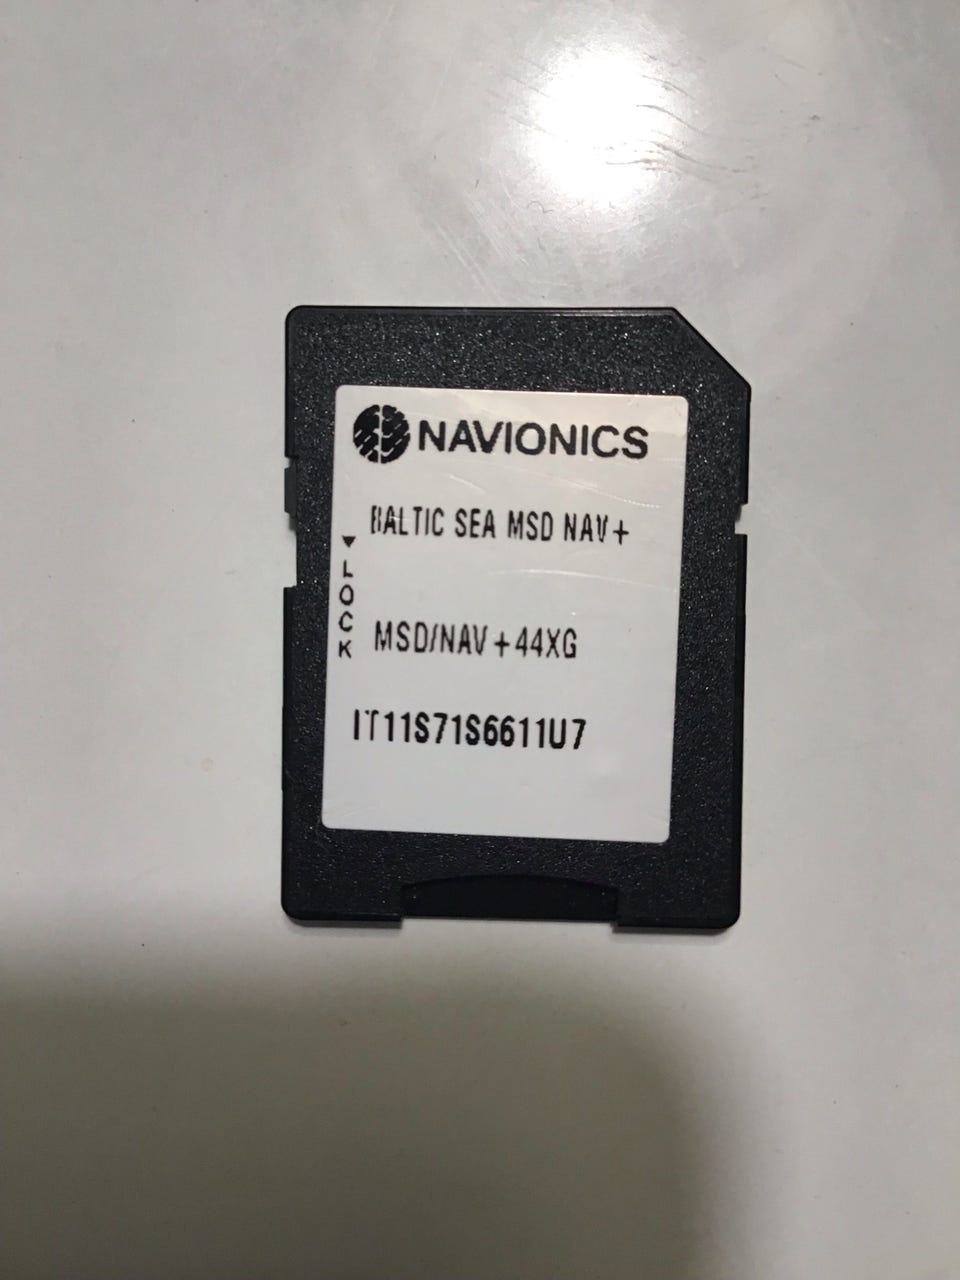 NAVIONICS
BALTIC SEA MSD NAV+
LOCK
MSD/NAV+44XG
IT11S71S6611U7